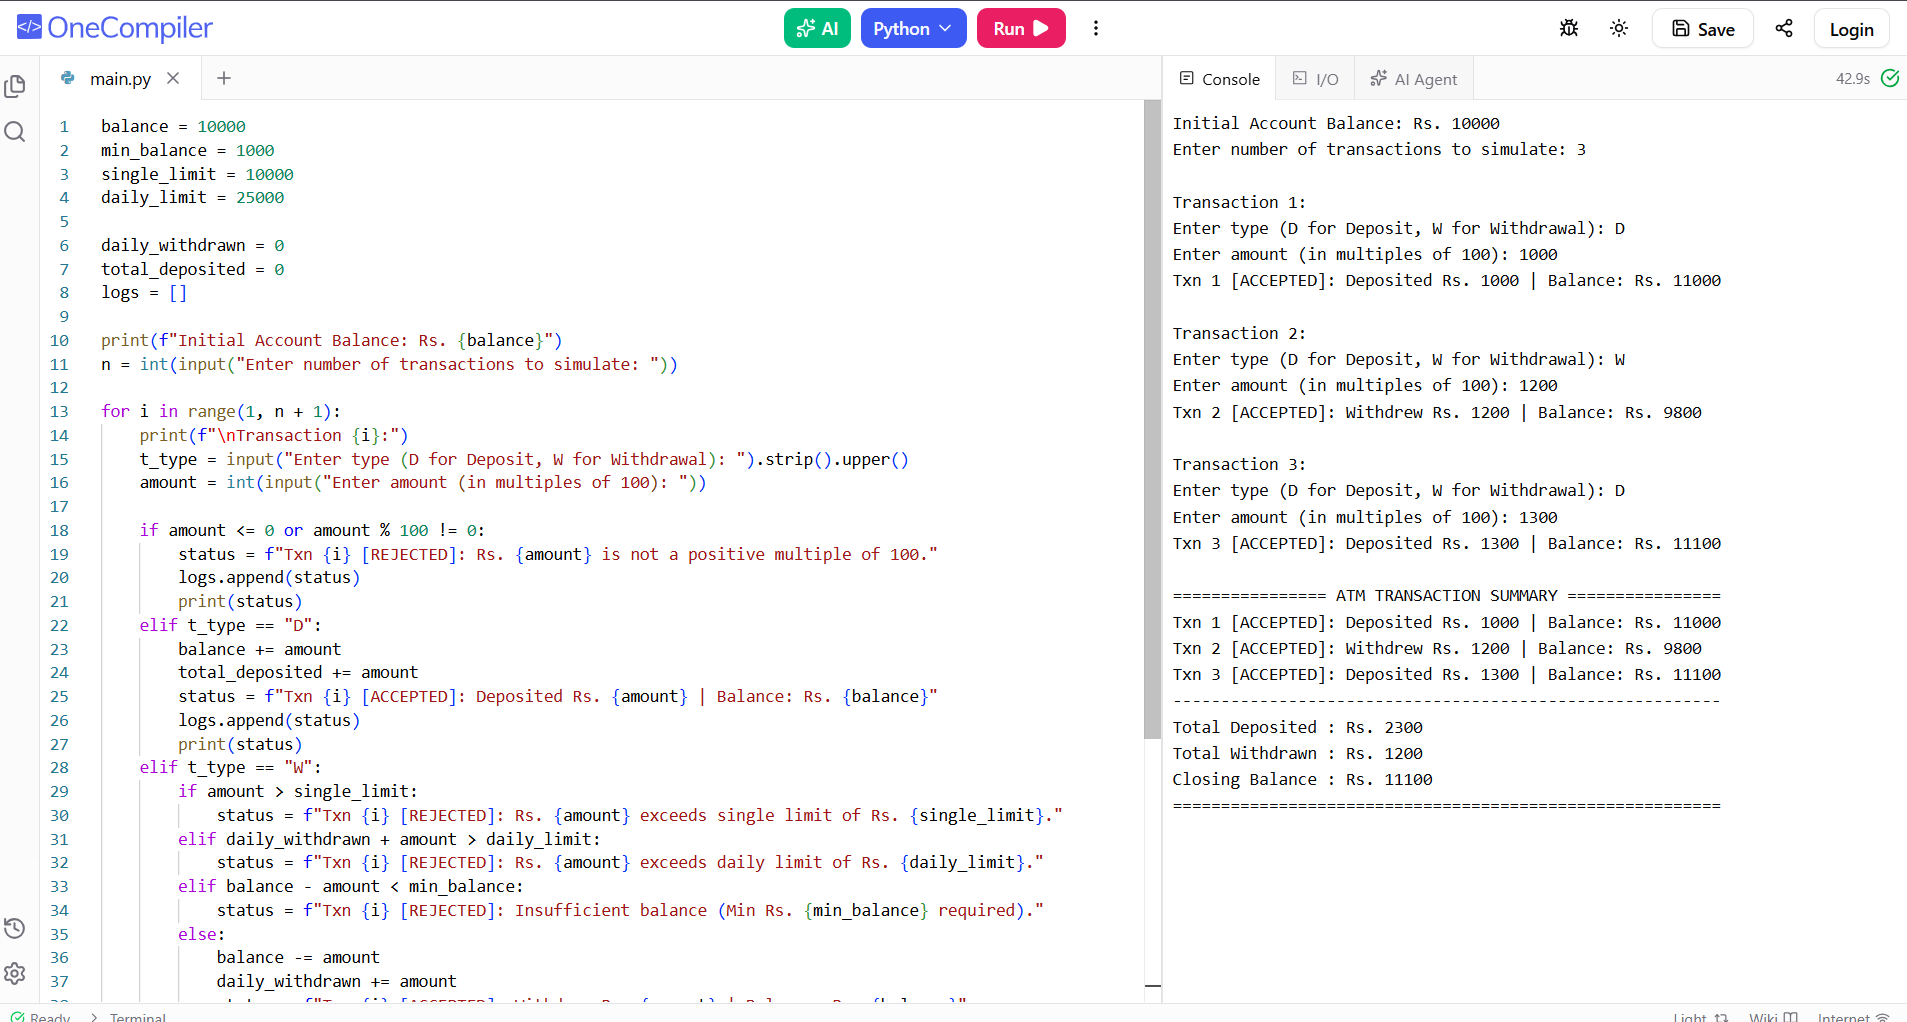 </> OneCompiler
AI
Python
Run
Save
Login
main.py
Console
I/O
AI Agent
42.9s
1 balance = 10000
2 min_balance = 1000
3 single_limit = 10000
4 daily_limit = 25000
5
6 daily_withdrawn = 0
7 total_deposited = 0
8 logs = []
9
10 print(f"Initial Account Balance: Rs. {balance}")
11 n = int(input("Enter number of transactions to simulate: "))
12
13 for i in range(1, n + 1):
14     print(f"\nTransaction {i}:")
15     t_type = input("Enter type (D for Deposit, W for Withdrawal): ").strip().upper()
16     amount = int(input("Enter amount (in multiples of 100): "))
17
18     if amount <= 0 or amount % 100 != 0:
19         status = f"Txn {i} [REJECTED]: Rs. {amount} is not a positive multiple of 100."
20         logs.append(status)
21         print(status)
22     elif t_type == "D":
23         balance += amount
24         total_deposited += amount
25         status = f"Txn {i} [ACCEPTED]: Deposited Rs. {amount} | Balance: Rs. {balance}"
26         logs.append(status)
27         print(status)
28     elif t_type == "W":
29         if amount > single_limit:
30             status = f"Txn {i} [REJECTED]: Rs. {amount} exceeds single limit of Rs. {single_limit}."
31         elif daily_withdrawn + amount > daily_limit:
32             status = f"Txn {i} [REJECTED]: Rs. {amount} exceeds daily limit of Rs. {daily_limit}."
33         elif balance - amount < min_balance:
34             status = f"Txn {i} [REJECTED]: Insufficient balance (Min Rs. {min_balance} required)."
35         else:
36             balance -= amount
37             daily_withdrawn += amount
Initial Account Balance: Rs. 10000
Enter number of transactions to simulate: 3

Transaction 1:
Enter type (D for Deposit, W for Withdrawal): D
Enter amount (in multiples of 100): 1000
Txn 1 [ACCEPTED]: Deposited Rs. 1000 | Balance: Rs. 11000

Transaction 2:
Enter type (D for Deposit, W for Withdrawal): W
Enter amount (in multiples of 100): 1200
Txn 2 [ACCEPTED]: Withdrew Rs. 1200 | Balance: Rs. 9800

Transaction 3:
Enter type (D for Deposit, W for Withdrawal): D
Enter amount (in multiples of 100): 1300
Txn 3 [ACCEPTED]: Deposited Rs. 1300 | Balance: Rs. 11100

================ ATM TRANSACTION SUMMARY ================
Txn 1 [ACCEPTED]: Deposited Rs. 1000 | Balance: Rs. 11000
Txn 2 [ACCEPTED]: Withdrew Rs. 1200 | Balance: Rs. 9800
Txn 3 [ACCEPTED]: Deposited Rs. 1300 | Balance: Rs. 11100
---------------------------------------------------------
Total Deposited : Rs. 2300
Total Withdrawn : Rs. 1200
Closing Balance : Rs. 11100
=========================================================
Ready
Terminal
Light
Wiki
Internet